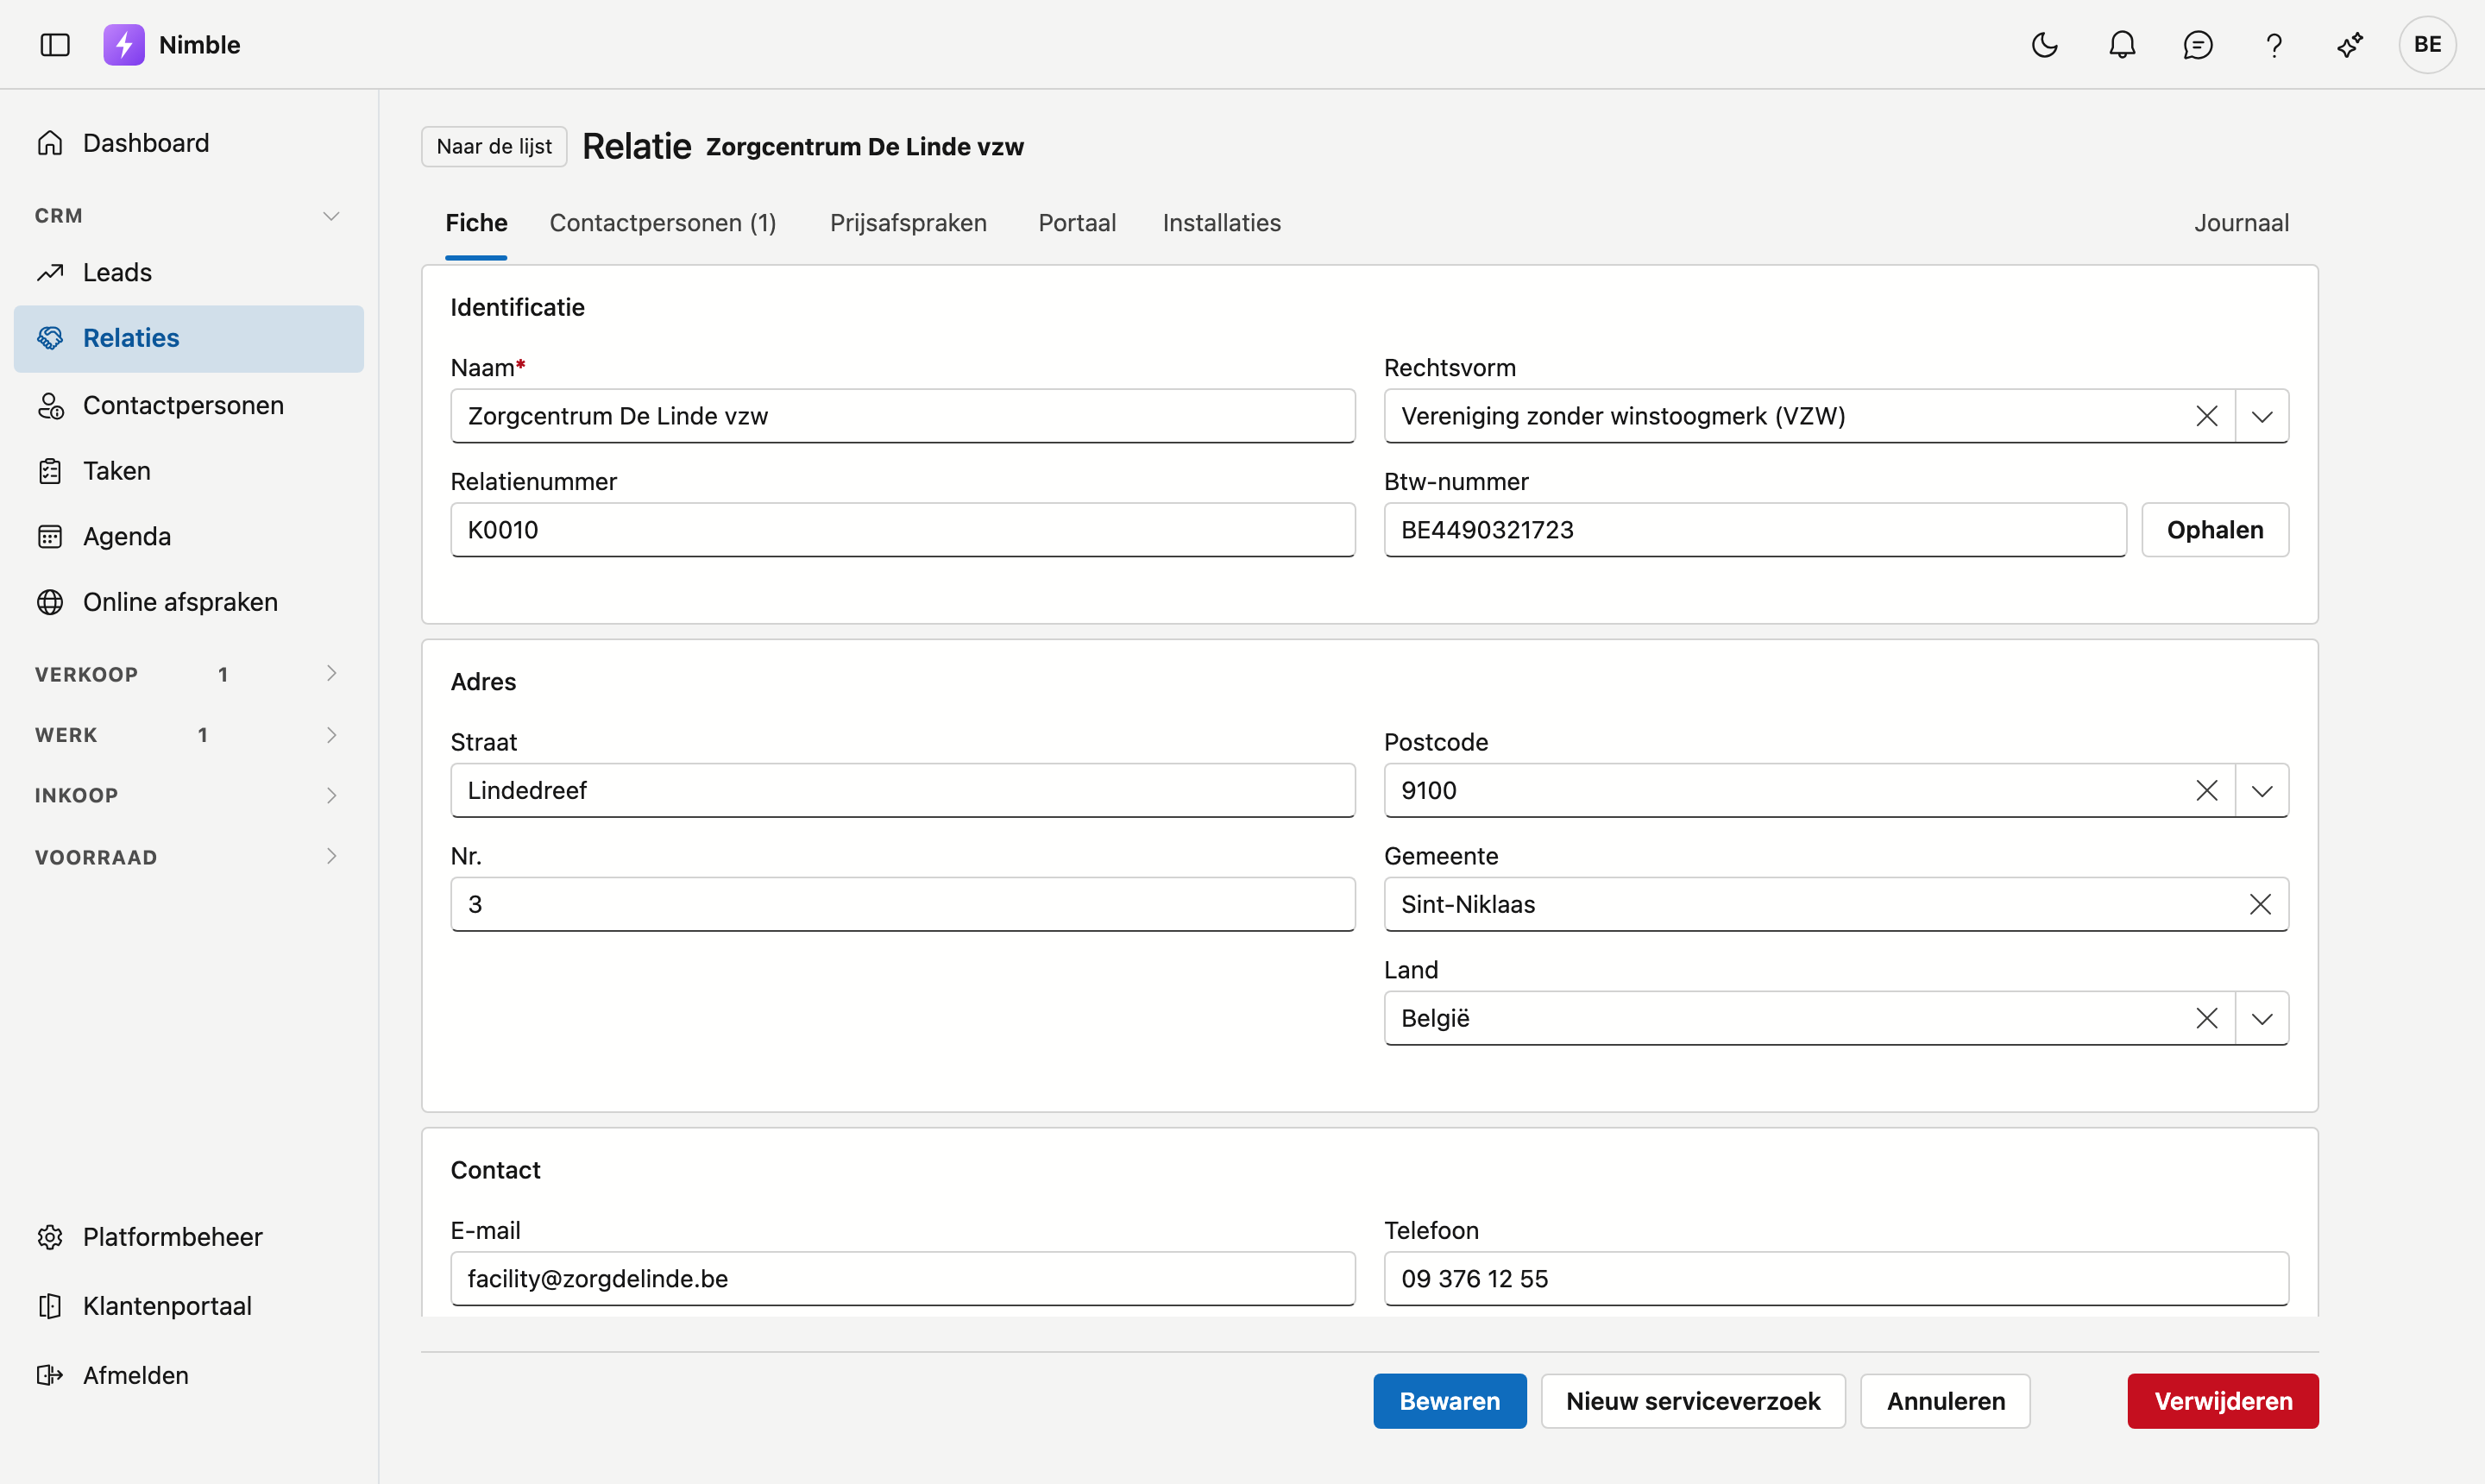 Nimble
BE
Dashboard
CRM
Leads
Relaties
Contactpersonen
Taken
Agenda
Online afspraken
VERKOOP 1
WERK 1
INKOOP
VOORRAAD
Platformbeheer
Klantenportaal
Afmelden
Naar de lijst Relatie Zorgcentrum De Linde vzw
Fiche Contactpersonen (1) Prijsafspraken Portaal Installaties Journaal
Identificatie
Naam* Rechtsvorm
Zorgcentrum De Linde vzw Vereniging zonder winstoogmerk (VZW)
Relatienummer Btw-nummer
K0010 BE4490321723 Ophalen
Adres
Straat Postcode
Lindedreef 9100
Nr. Gemeente
3 Sint-Niklaas
Land
België
Contact
E-mail Telefoon
facility@zorgdelinde.be 09 376 12 55
Bewaren Nieuw serviceverzoek Annuleren Verwijderen